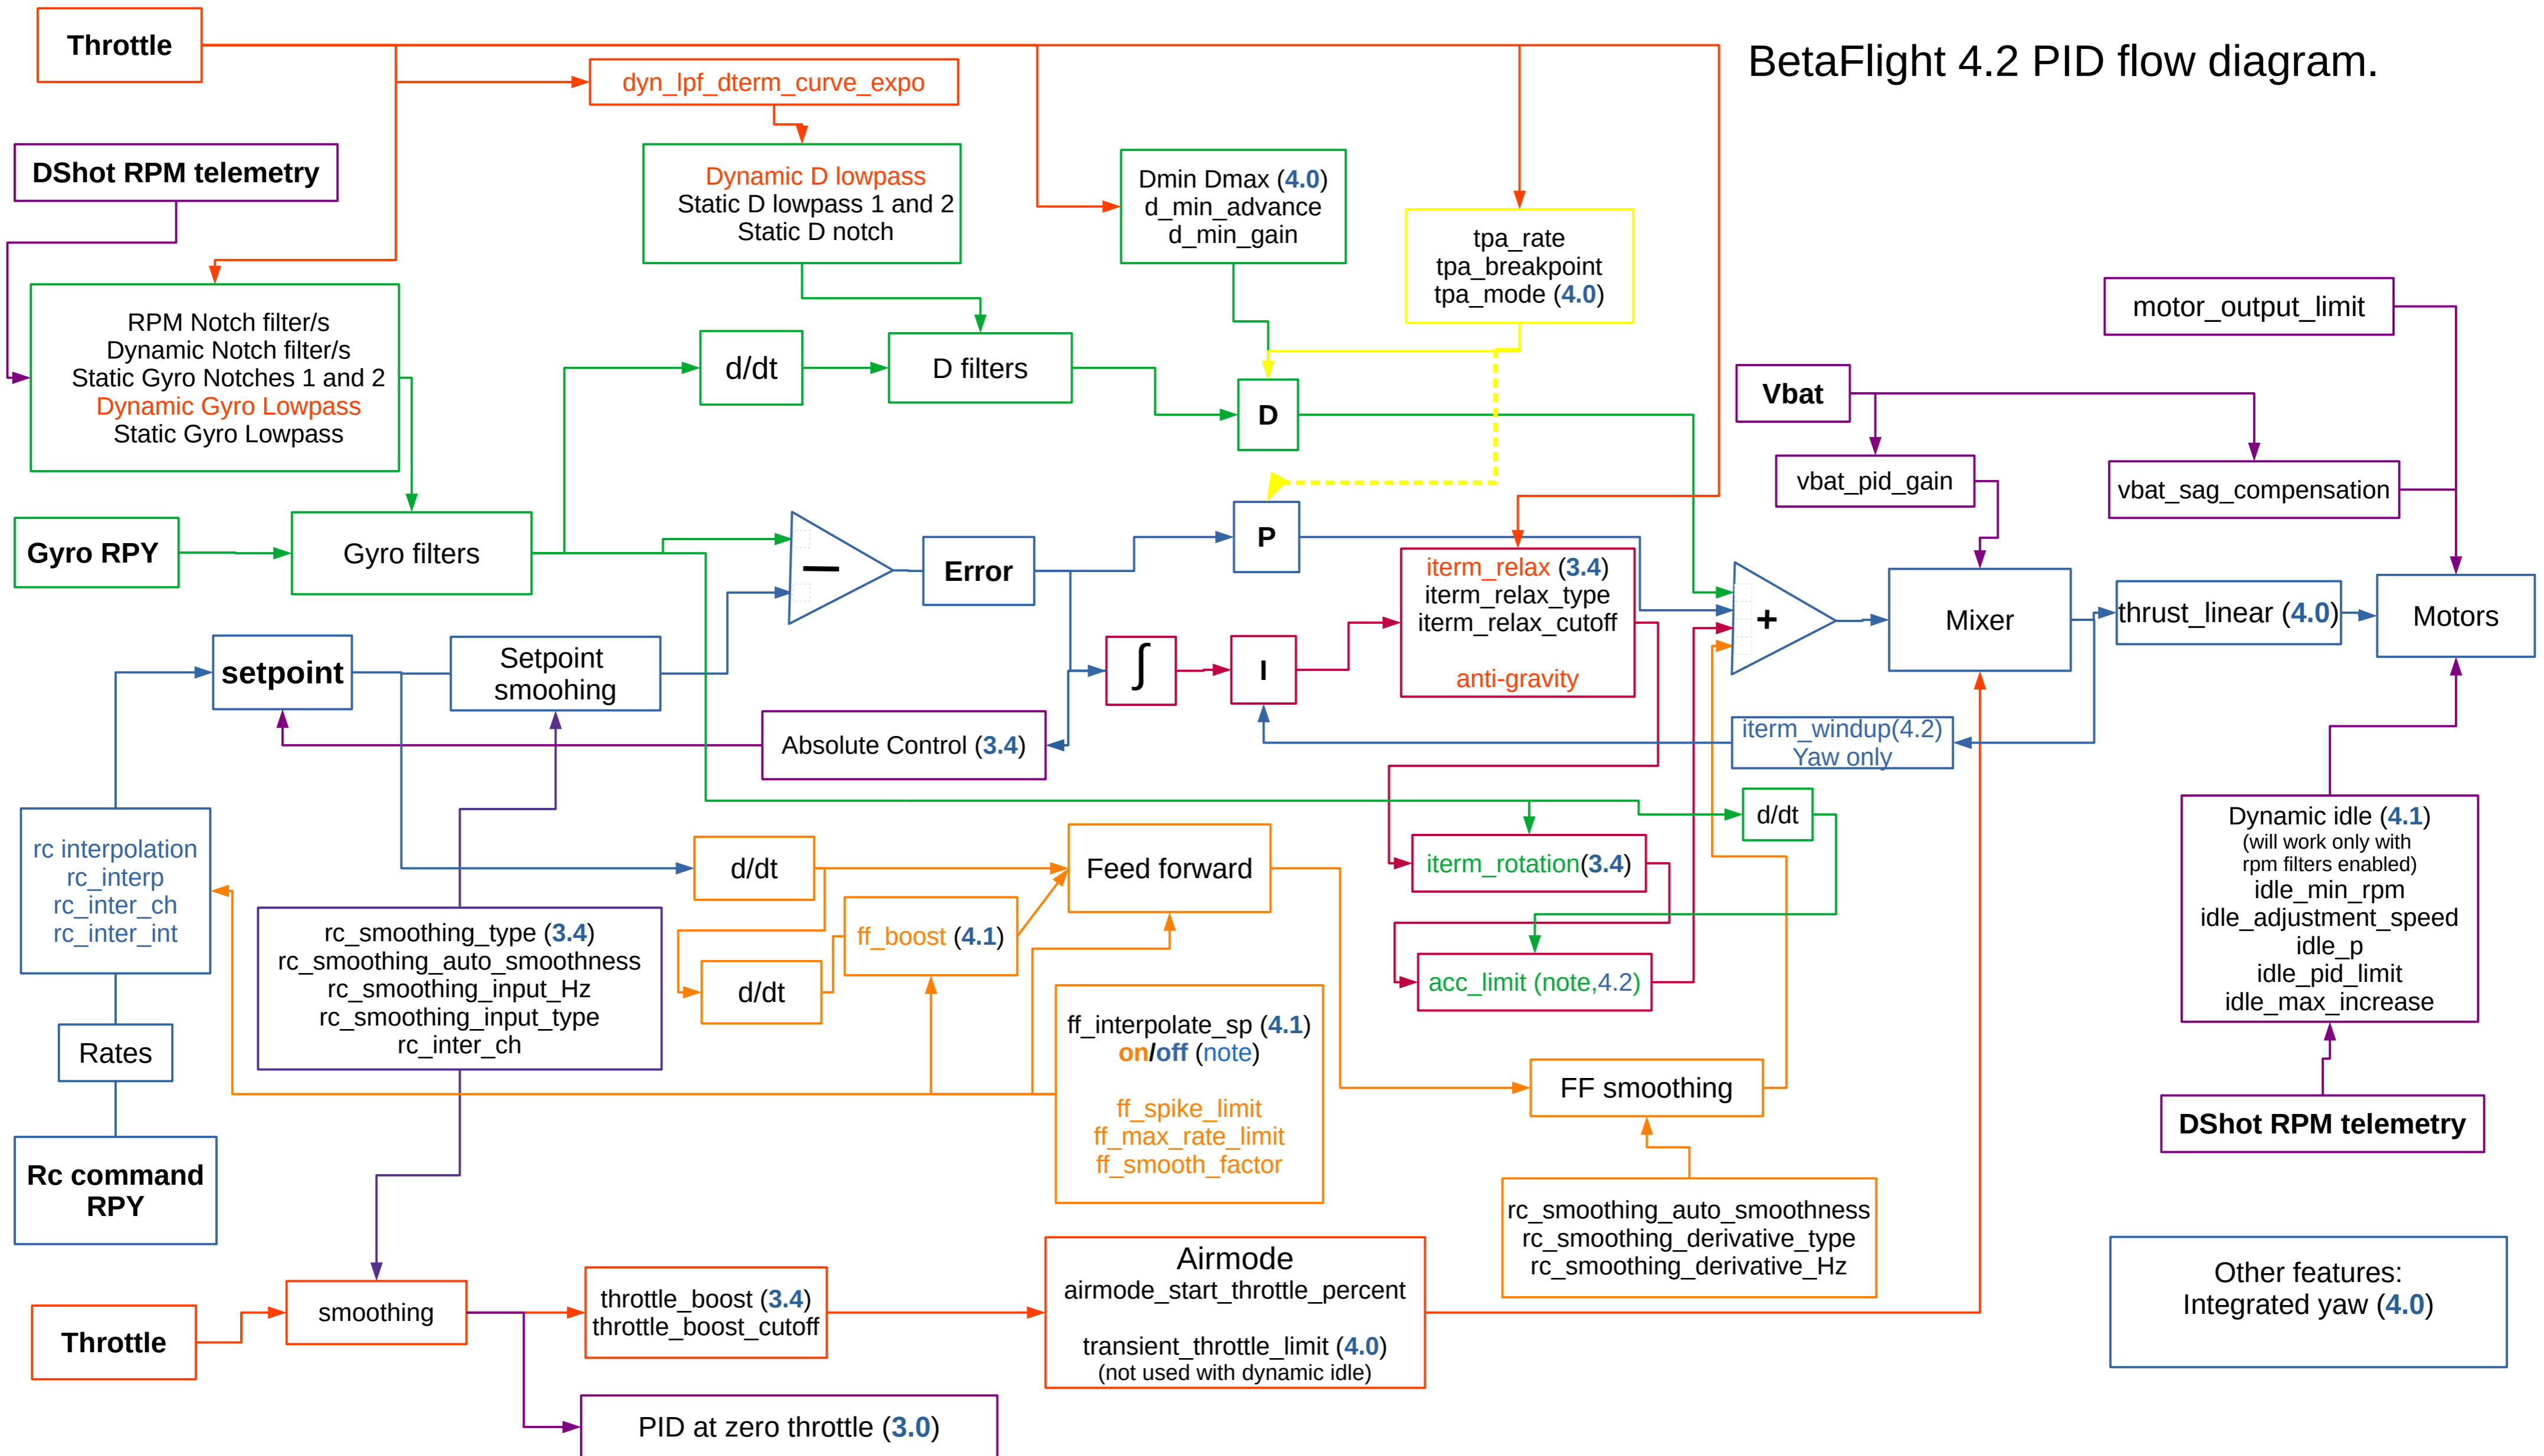 Throttle
BetaFlight 4.2 PID flow diagram.
dyn_lpf_dterm_curve_expo
DShot RPM telemetry
Dynamic D lowpass
Static D lowpass 1 and 2
Static D notch
Dmin Dmax (4.0)
d_min_advance
d_min_gain
tpa_rate
tpa_breakpoint
tpa_mode (4.0)
RPM Notch filter/s
Dynamic Notch filter/s
Static Gyro Notches 1 and 2
Dynamic Gyro Lowpass
Static Gyro Lowpass
d/dt
D filters
D
motor_output_limit
Vbat
vbat_pid_gain
vbat_sag_compensation
Gyro RPY
Gyro filters
—
Error
P
iterm_relax (3.4)
iterm_relax_type
iterm_relax_cutoff
anti-gravity
+
Mixer
thrust_linear (4.0)
Motors
setpoint
Setpoint
smoohing
∫
I
Absolute Control (3.4)
iterm_windup(4.2)
Yaw only
rc interpolation
rc_interp
rc_inter_ch
rc_inter_int
d/dt
Feed forward
iterm_rotation(3.4)
d/dt
Dynamic idle (4.1)
(will work only with
rpm filters enabled)
idle_min_rpm
idle_adjustment_speed
idle_p
idle_pid_limit
idle_max_increase
rc_smoothing_type (3.4)
rc_smoothing_auto_smoothness
rc_smoothing_input_Hz
rc_smoothing_input_type
rc_inter_ch
ff_boost (4.1)
d/dt
acc_limit (note,4.2)
Rates
ff_interpolate_sp (4.1)
on/off (note)
ff_spike_limit
ff_max_rate_limit
ff_smooth_factor
FF smoothing
DShot RPM telemetry
Rc command
RPY
rc_smoothing_auto_smoothness
rc_smoothing_derivative_type
rc_smoothing_derivative_Hz
Throttle
smoothing
throttle_boost (3.4)
throttle_boost_cutoff
Airmode
airmode_start_throttle_percent
transient_throttle_limit (4.0)
(not used with dynamic idle)
Other features:
Integrated yaw (4.0)
PID at zero throttle (3.0)